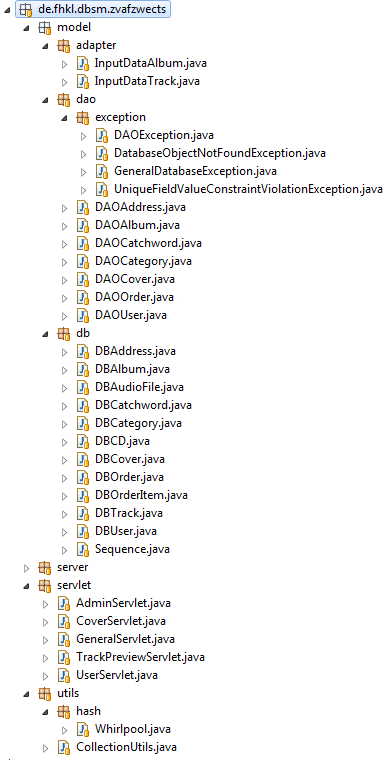 de.fhkl.dbsm.zvafzwects
model
adapter
InputDataAlbum.java
InputDataTrack.java
dao
exception
DAOException.java
DatabaseObjectNotFoundException.java
GeneralDatabaseException.java
UniqueFieldValueConstraintViolationException.java
DAOAddress.java
DAOAlbum.java
DAOCatchword.java
DAOCategory.java
DAOCover.java
DAOOrder.java
DAOUser.java
db
DBAddress.java
DBAlbum.java
DBAudioFile.java
DBCatchword.java
DBCategory.java
DBCD.java
DBCover.java
DBOrder.java
DBOrderItem.java
DBTrack.java
DBUser.java
Sequence.java
server
servlet
AdminServlet.java
CoverServlet.java
GeneralServlet.java
TrackPreviewServlet.java
UserServlet.java
utils
hash
Whirlpool.java
CollectionUtils.java